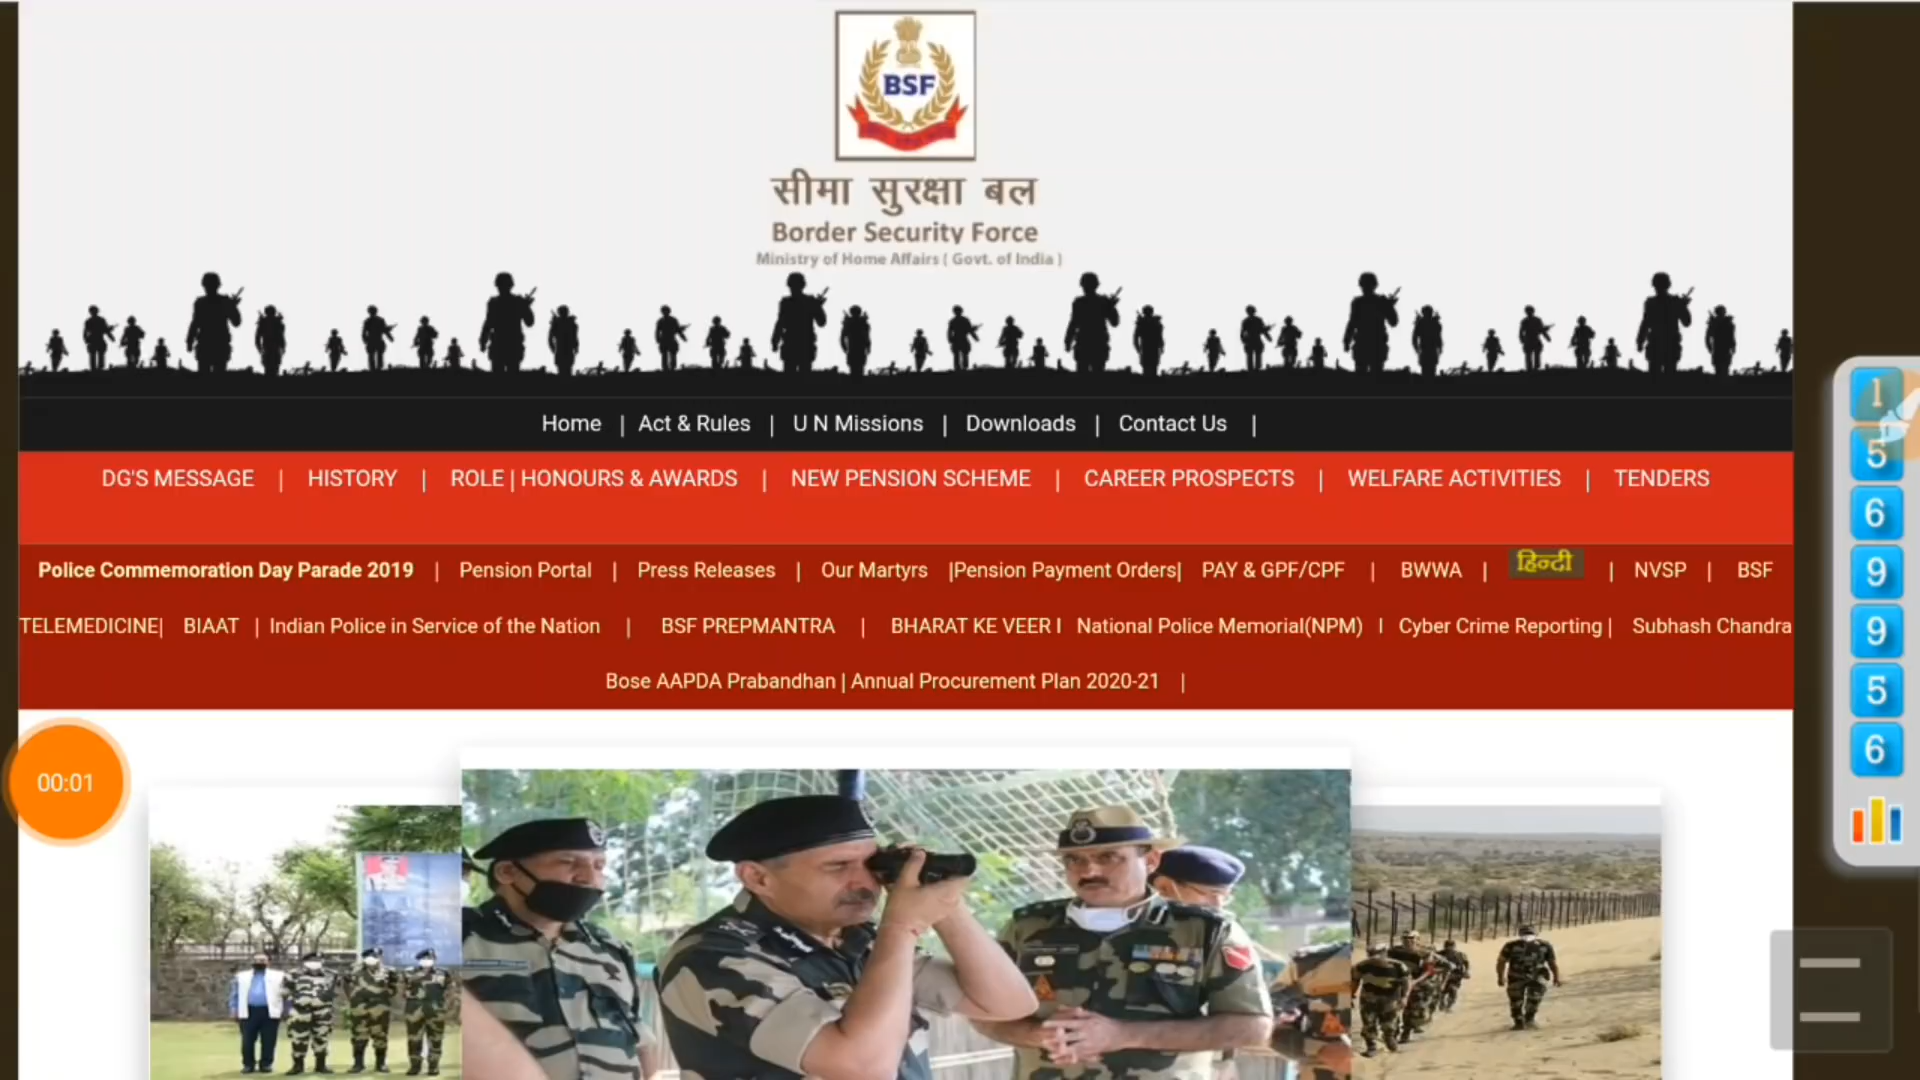 BSF
सीमा सुरक्षा बल
Border Security Force
Ministry of Home Affairs ( Govt. of India )
Home | Act & Rules | U N Missions | Downloads | Contact Us |
DG'S MESSAGE | HISTORY | ROLE | HONOURS & AWARDS | NEW PENSION SCHEME | CAREER PROSPECTS | WELFARE ACTIVITIES | TENDERS
Police Commemoration Day Parade 2019 | Pension Portal | Press Releases | Our Martyrs |Pension Payment Orders| PAY & GPF/CPF | BWWA | हिन्दी | NVSP | BSF
TELEMEDICINE| BIAAT | Indian Police in Service of the Nation | BSF PREPMANTRA | BHARAT KE VEER I National Police Memorial(NPM) I Cyber Crime Reporting | Subhash Chandra
Bose AAPDA Prabandhan | Annual Procurement Plan 2020-21 |
00:01
1
5
6
9
9
5
6